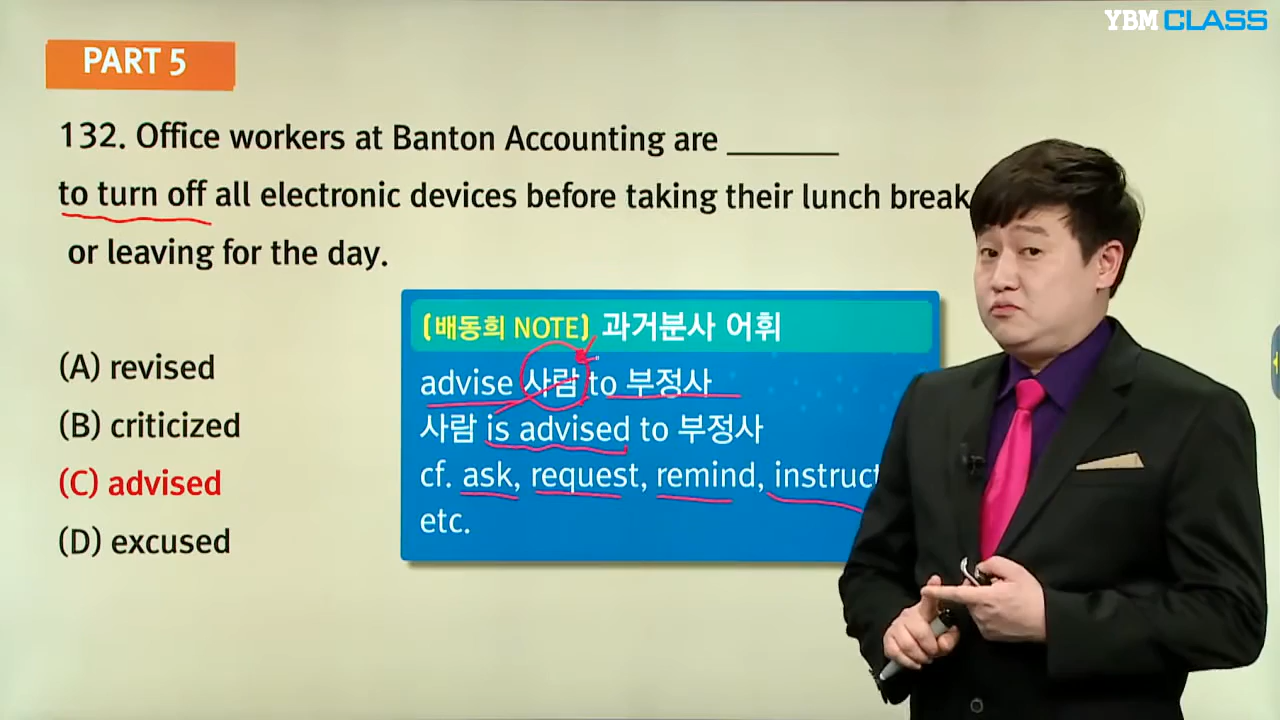 YBM CLASS
PART 5
132. Office workers at Banton Accounting are _______
to turn off all electronic devices before taking their lunch break
or leaving for the day.
(A) revised
(B) criticized
(C) advised
(D) excused
[배동희 NOTE] 과거분사 어휘
advise 사람 to 부정사
사람 is advised to 부정사
cf. ask, request, remind, instruct
etc.